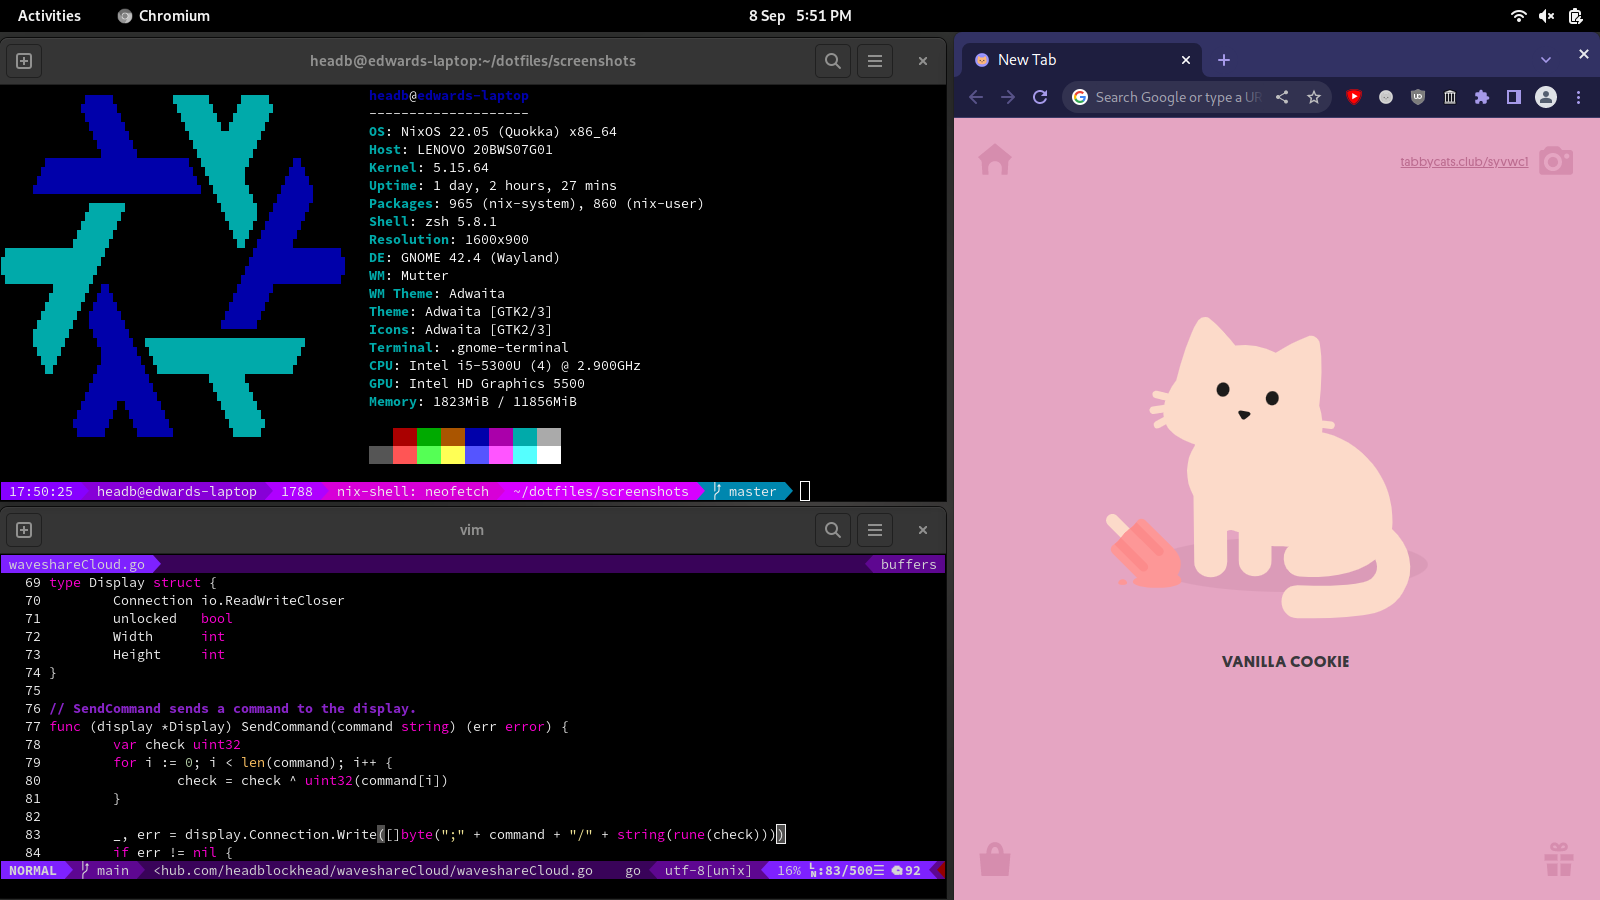 Activities
Chromium
8 Sep 5:51 PM
headb@edwards-laptop:~/dotfiles/screenshots
headb@edwards-laptop
--------------------
OS: NixOS 22.05 (Quokka) x86_64
Host: LENOVO 20BWS07G01
Kernel: 5.15.64
Uptime: 1 day, 2 hours, 27 mins
Packages: 965 (nix-system), 860 (nix-user)
Shell: zsh 5.8.1
Resolution: 1600x900
DE: GNOME 42.4 (Wayland)
WM: Mutter
WM Theme: Adwaita
Theme: Adwaita [GTK2/3]
Icons: Adwaita [GTK2/3]
Terminal: .gnome-terminal
CPU: Intel i5-5300U (4) @ 2.900GHz
GPU: Intel HD Graphics 5500
Memory: 1823MiB / 11856MiB
17:50:25 headb@edwards-laptop 1788 nix-shell: neofetch ~/dotfiles/screenshots master
vim
waveshareCloud.go buffers
69 type Display struct {
70 Connection io.ReadWriteCloser
71 unlocked bool
72 Width int
73 Height int
74 }
75
76 // SendCommand sends a command to the display.
77 func (display *Display) SendCommand(command string) (err error) {
78 var check uint32
79 for i := 0; i < len(command); i++ {
80 check = check ^ uint32(command[i])
81 }
82
83 _, err = display.Connection.Write([]byte(";" + command + "/" + string(rune(check))))
84 if err != nil {
NORMAL main <hub.com/headblockhead/waveshareCloud/waveshareCloud.go go utf-8[unix] 16% :83/500 92
New Tab
Search Google or type a UR
tabbycats.club/syvwc1
VANILLA COOKIE